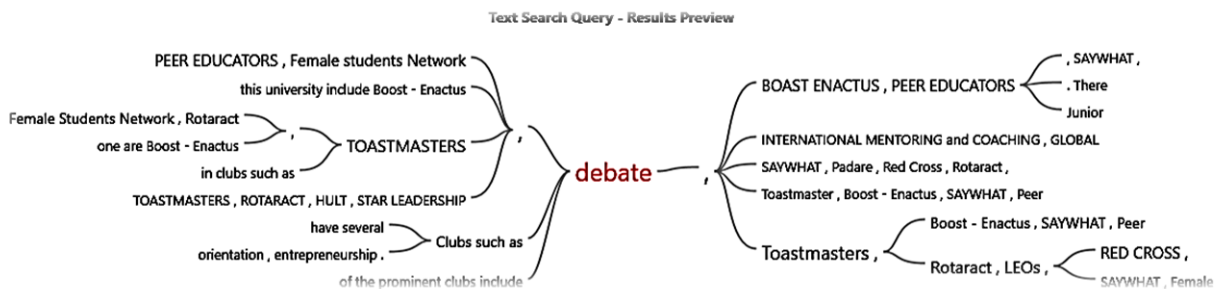 Text Search Query - Results Preview
PEER EDUCATORS , Female students Network
this university include Boost - Enactus
Female Students Network , Rotaract
one are Boost - Enactus
,
in clubs such as
TOASTMASTERS
TOASTMASTERS , ROTARACT , HULT , STAR LEADERSHIP
,
have several
orientation , entrepreneurship .
Clubs such as
of the prominent clubs include
debate
,
BOAST ENACTUS , PEER EDUCATORS
, SAYWHAT ,
. There
Junior
INTERNATIONAL MENTORING and COACHING , GLOBAL
SAYWHAT , Padare , Red Cross , Rotaract ,
Toastmaster , Boost - Enactus , SAYWHAT , Peer
Toastmasters ,
Boost - Enactus , SAYWHAT , Peer
Rotaract , LEOs ,
RED CROSS ,
SAYWHAT , Female